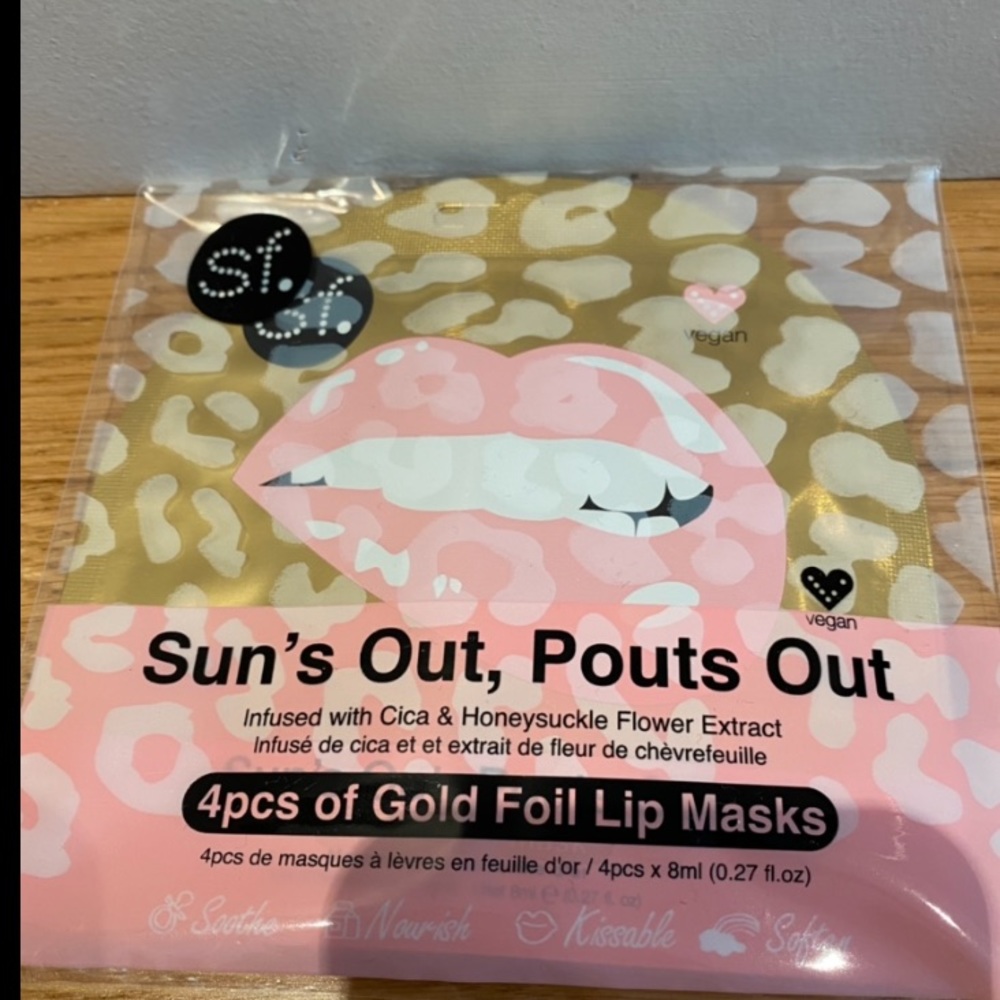 sf.
sf.
vegan
vegan
Sun's Out, Pouts Out
Infused with Cica & Honeysuckle Flower Extract
Infusé de cica et et extrait de fleur de chèvrefeuille
4pcs of Gold Foil Lip Masks
4pcs de masques à lèvres en feuille d'or / 4pcs x 8ml (0.27 fl.oz)
Soothe Nourish Kissable Soften